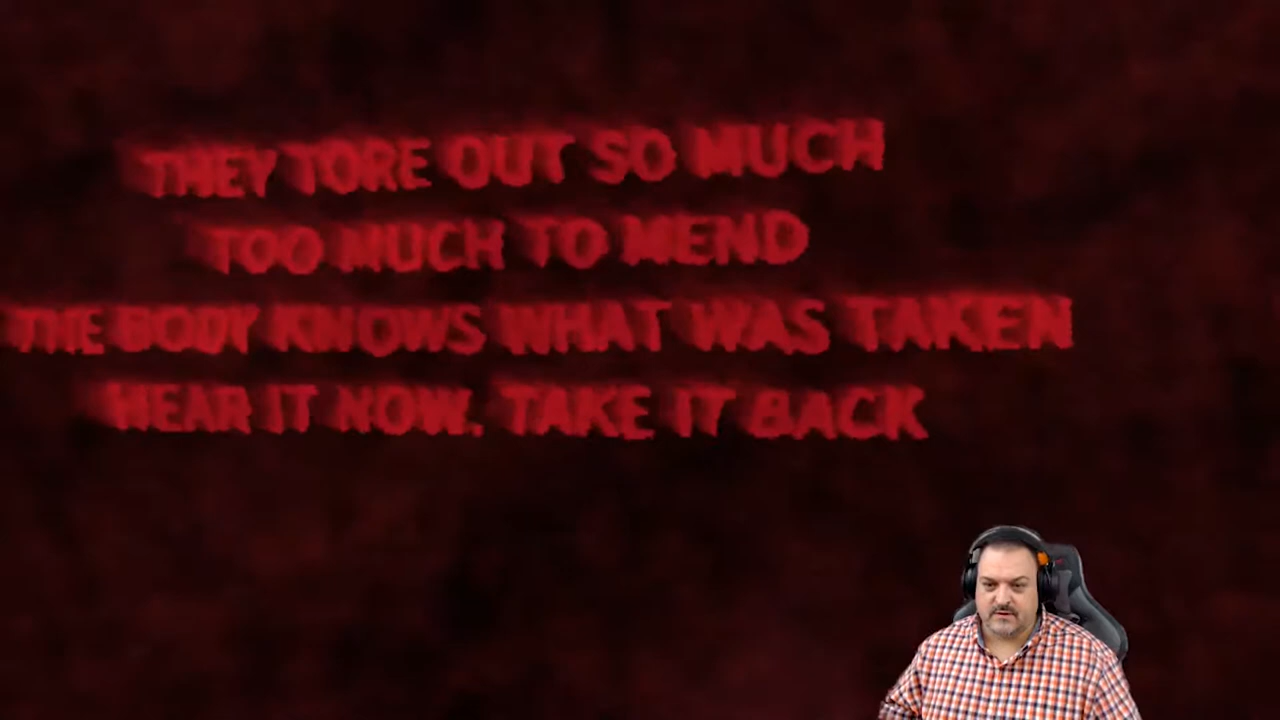 THEY TORE OUT SO MUCH
TOO MUCH TO MEND
THE BODY KNOWS WHAT WAS TAKEN
HEAR IT NOW. TAKE IT BACK